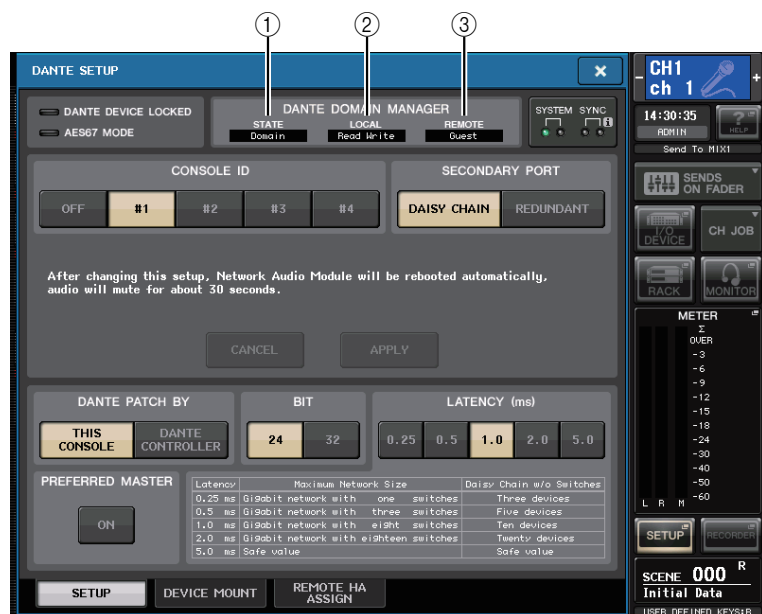 ① ② ③
DANTE SETUP
×
DANTE DEVICE LOCKED
AES67 MODE
DANTE DOMAIN MANAGER
STATE LOCAL REMOTE
Domain Read Write Guest
SYSTEM SYNC
i
CONSOLE ID
OFF #1 #2 #3 #4
SECONDARY PORT
DAISY CHAIN REDUNDANT
After changing this setup, Network Audio Module will be rebooted automatically,
audio will mute for about 30 seconds.
CANCEL APPLY
DANTE PATCH BY
THIS
CONSOLE
DANTE
CONTROLLER
BIT
24 32
LATENCY (ms)
0.25 0.5 1.0 2.0 5.0
PREFERRED MASTER
ON
Latency Maximum Network Size Daisy Chain w/o Switches
0.25 ms Gigabit network with one switches Three devices
0.5 ms Gigabit network with three switches Five devices
1.0 ms Gigabit network with eight switches Ten devices
2.0 ms Gigabit network with eighteen switches Twenty devices
5.0 ms Safe value Safe value
SETUP
DEVICE MOUNT
REMOTE HA
ASSIGN
- CH1 +
ch 1
14:30:35
ADMIN
?
HELP
Send To MIX1
SENDS
ON FADER
I/O
DEVICE
CH JOB
RACK
MONITOR
METER
Σ
OVER
-3
-6
-9
-12
-15
-18
-24
-30
-40
-50
-60
L R M
SETUP
RECORDER
SCENE 000 R
Initial Data
USER DEFINED KEYS:B